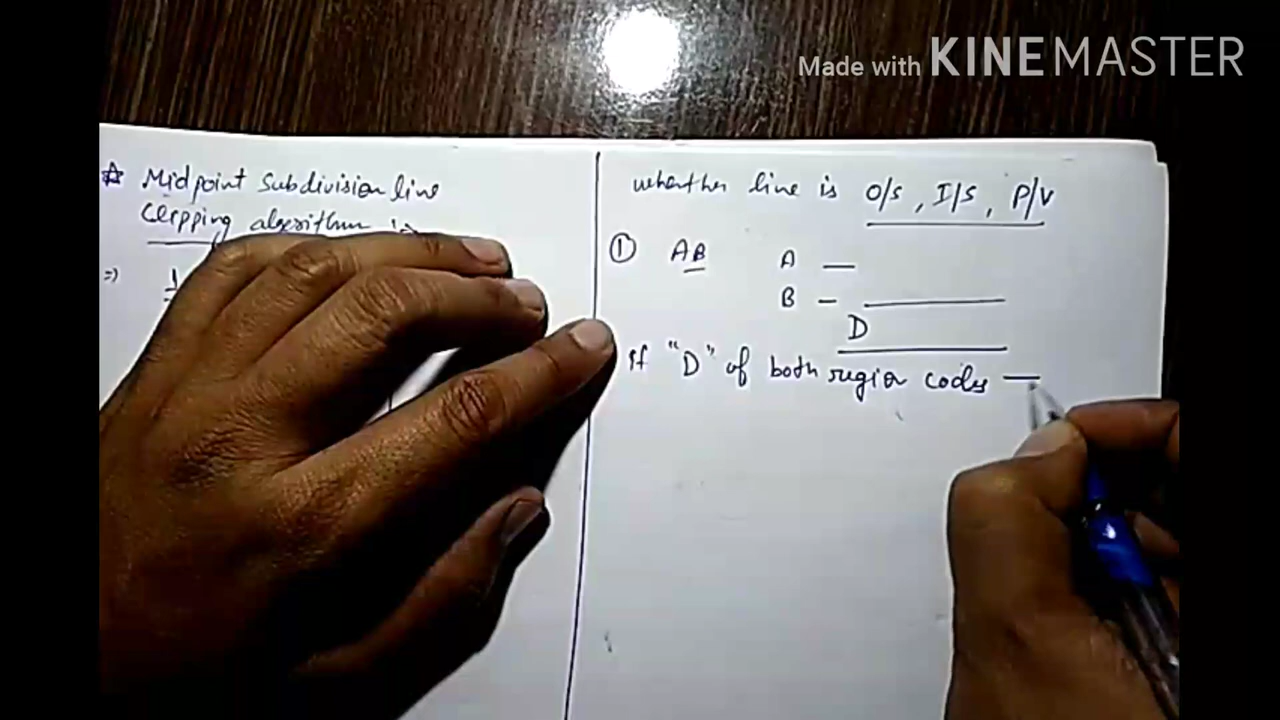 Made with KINEMASTER
☆ Midpoint Subdivision line
Clipping algorithm :→
⇒
whether line is O/S , I/S , P/V
① AB A —
B —
D
If "D" of both region codes —